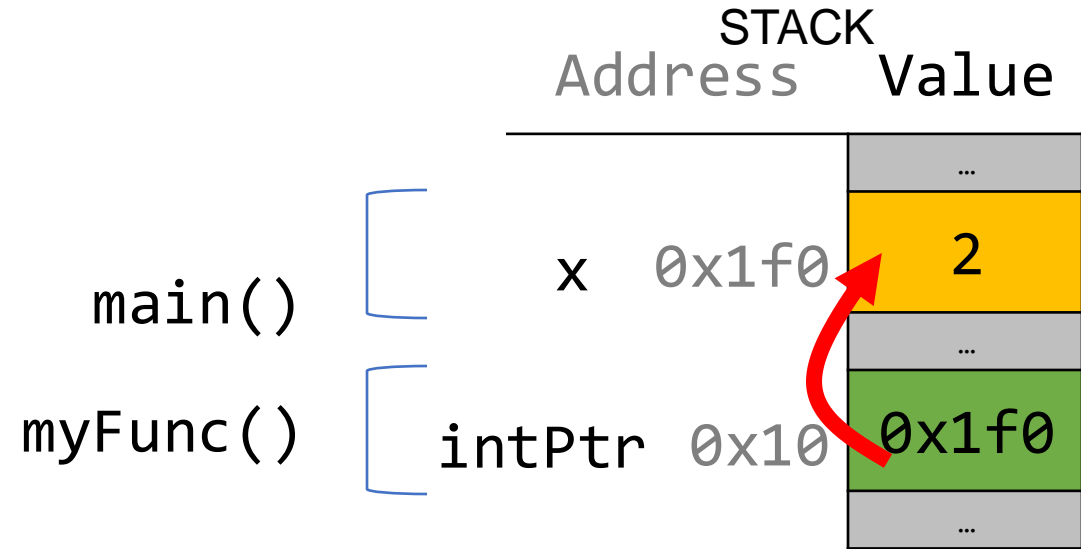 STACK
Address Value
…
x 0x1f0 2
main()
…
myFunc() intPtr 0x10 0x1f0
…